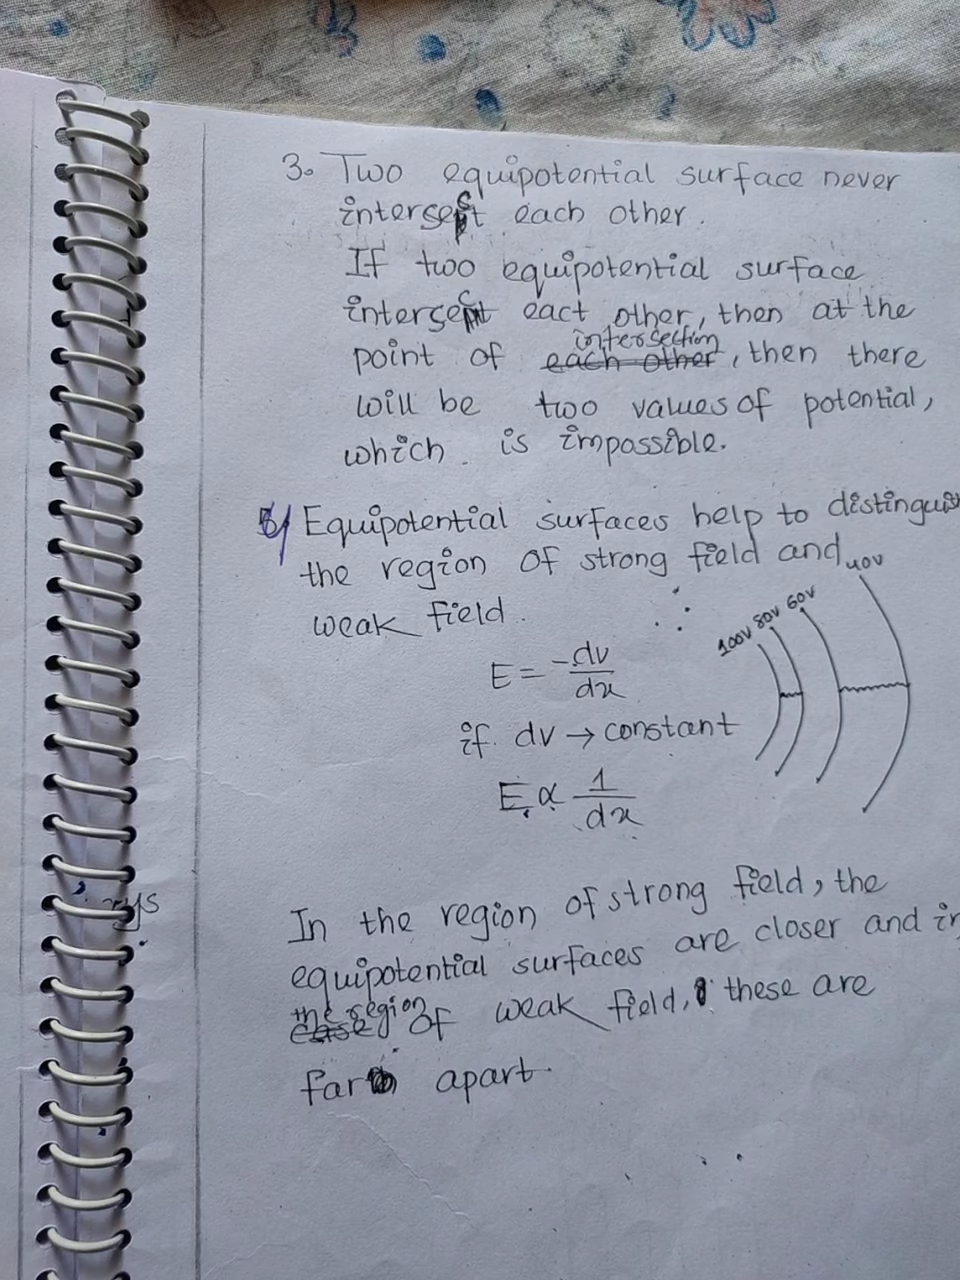 3. Two equipotential surface never
intersect each other.
If two equipotential surface
intersect eact other, then at the
intersection
point of each other, then there
will be two values of potential,
which is impossible.
Equipotential surfaces help to distinguis
the region of strong field and
weak field.
40V
100V 80V 60V
E = -dv/dx
if dv → constant
E ∝ 1/dx
In the region of strong field, the
equipotential surfaces are closer and in
the region
case of weak field, these are
far apart